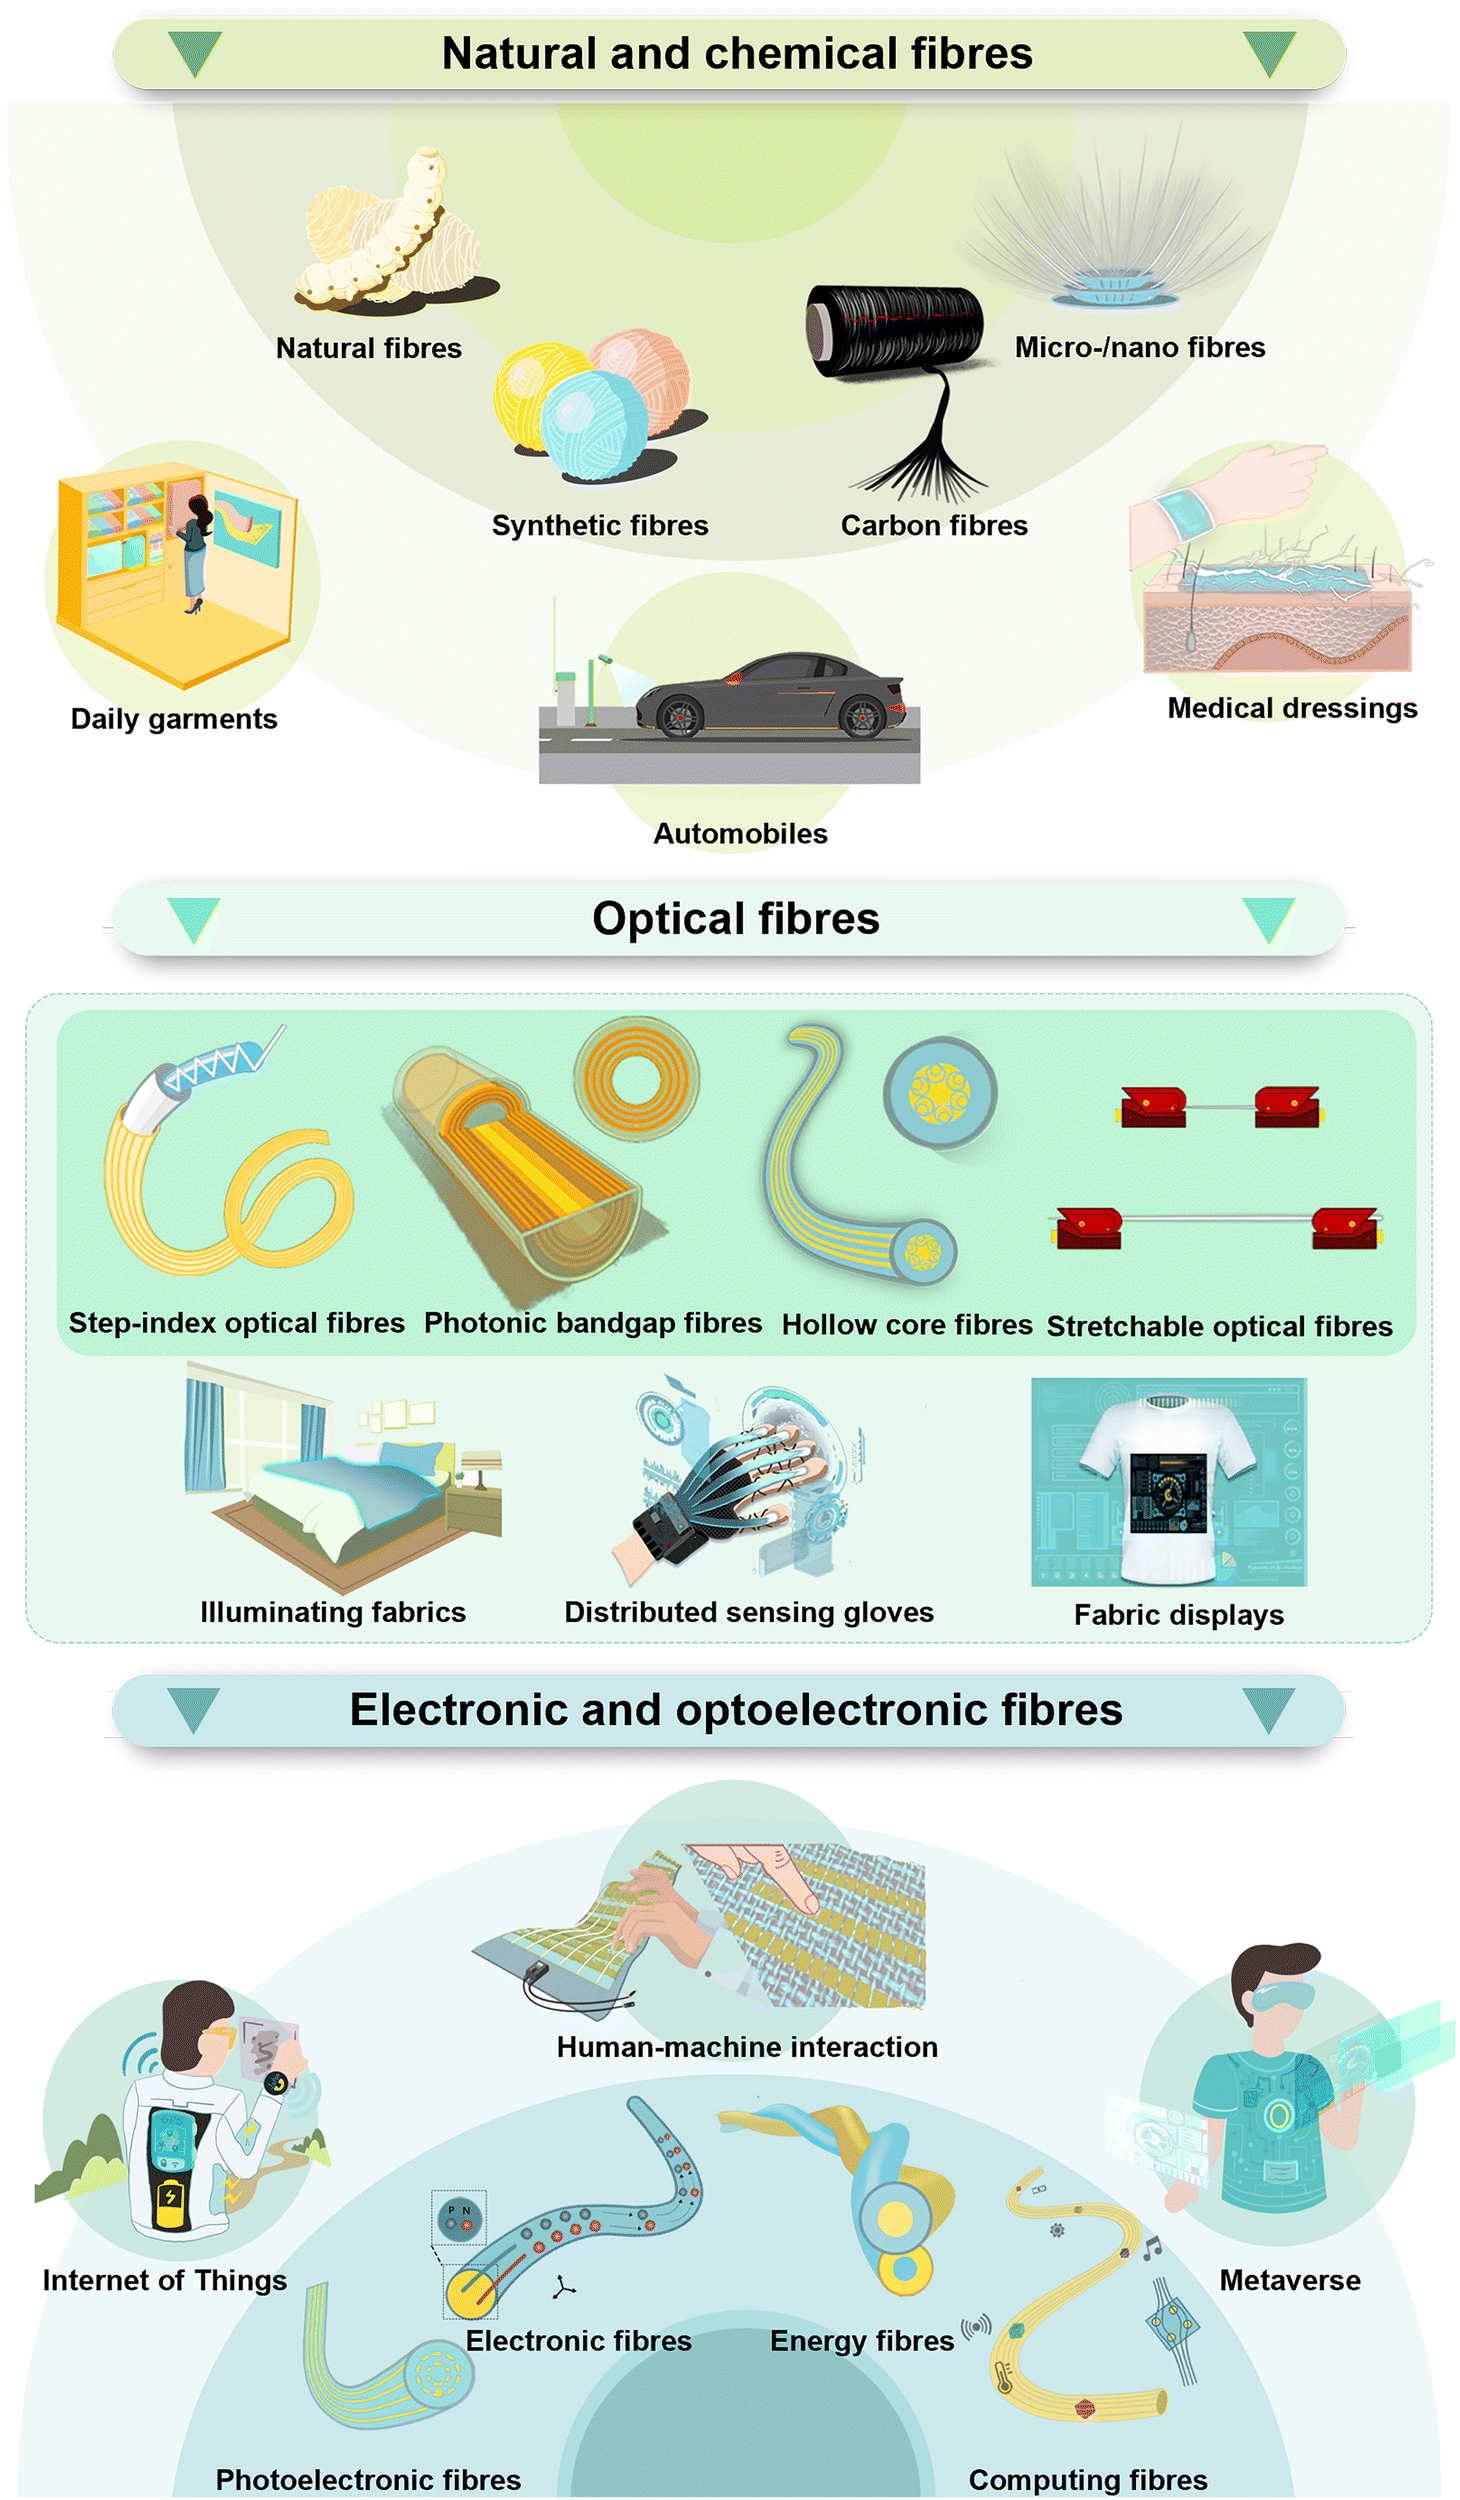 Natural and chemical fibres
Natural fibres
Micro-/nano fibres
Synthetic fibres
Carbon fibres
Daily garments
Medical dressings
Automobiles
Optical fibres
Step-index optical fibres
Photonic bandgap fibres
Hollow core fibres
Stretchable optical fibres
Illuminating fabrics
Distributed sensing gloves
Fabric displays
Electronic and optoelectronic fibres
Human-machine interaction
GPS
P N
Internet of Things
Metaverse
Electronic fibres
Energy fibres
Photoelectronic fibres
Computing fibres